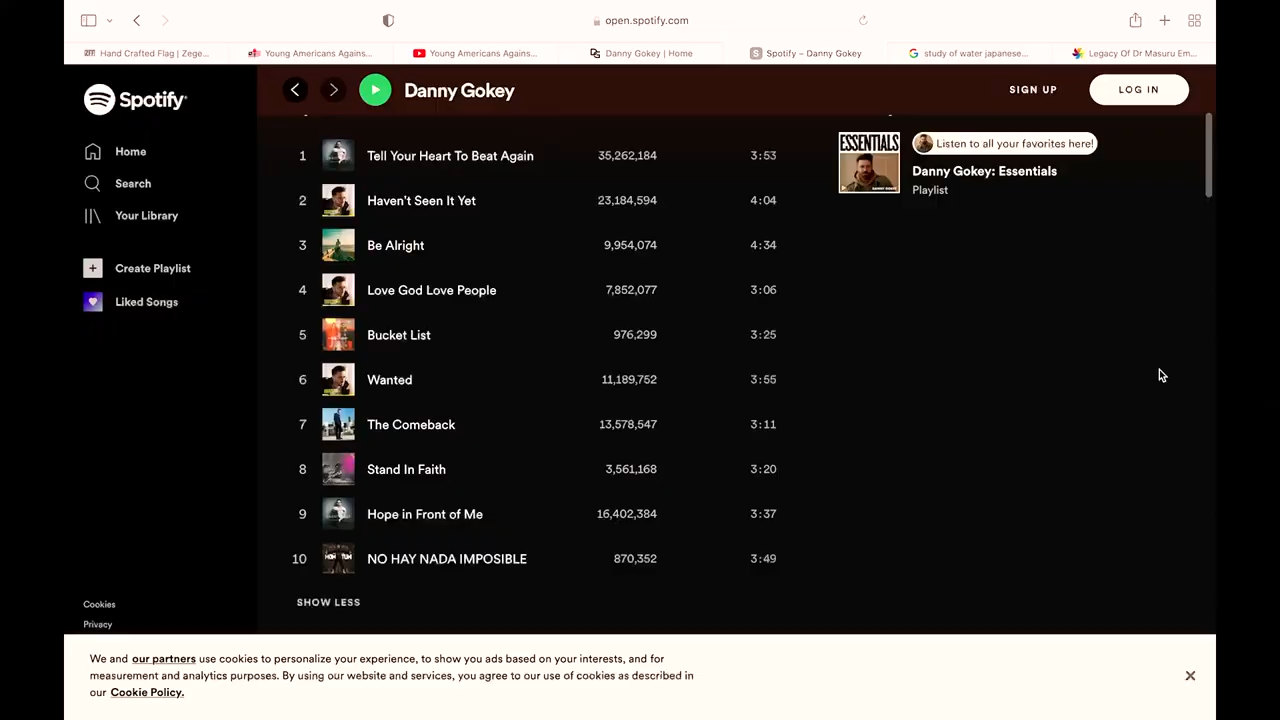 open.spotify.com
Hand Crafted Flag | Zege...
Young Americans Agains...
Young Americans Agains...
Danny Gokey | Home
Spotify – Danny Gokey
study of water japanese...
Legacy Of Dr Masuru Em...
Spotify
Danny Gokey
SIGN UP
LOG IN
Home
Search
Your Library
Create Playlist
Liked Songs
1 Tell Your Heart To Beat Again 35,262,184 3:53
2 Haven't Seen It Yet 23,184,594 4:04
3 Be Alright 9,954,074 4:34
4 Love God Love People 7,852,077 3:06
5 Bucket List 976,299 3:25
6 Wanted 11,189,752 3:55
7 The Comeback 13,578,547 3:11
8 Stand In Faith 3,561,168 3:20
9 Hope in Front of Me 16,402,384 3:37
10 NO HAY NADA IMPOSIBLE 870,352 3:49
SHOW LESS
ESSENTIALS
Listen to all your favorites here!
Danny Gokey: Essentials
Playlist
Cookies
Privacy
We and our partners use cookies to personalize your experience, to show you ads based on your interests, and for
measurement and analytics purposes. By using our website and services, you agree to our use of cookies as described in
our Cookie Policy.